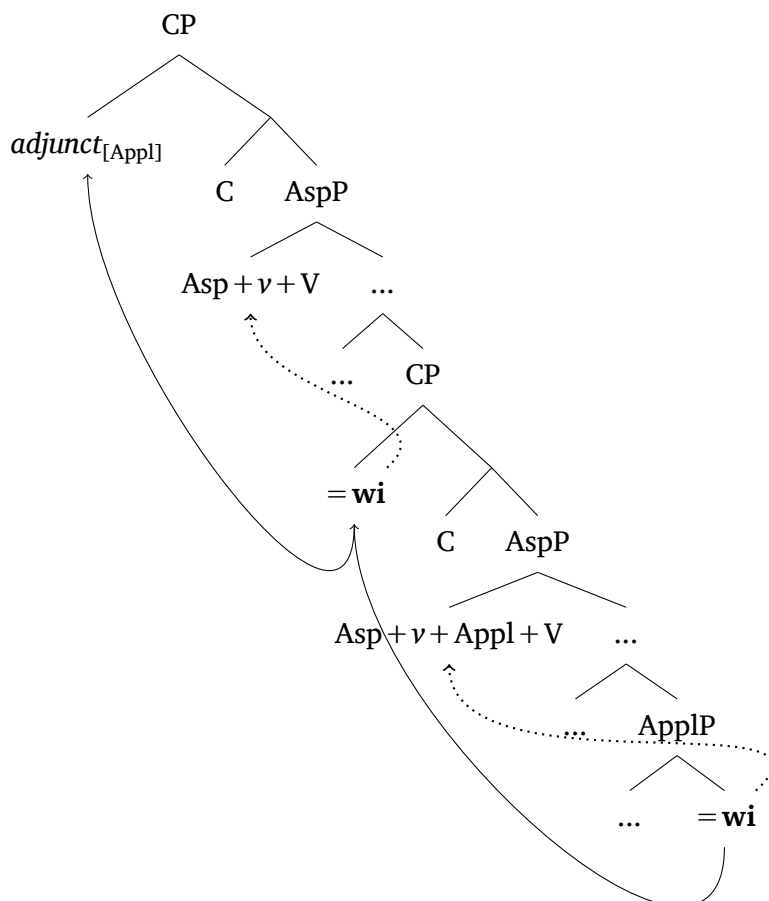 CP
adjunct[Appl]
C AspP
Asp+v+V ...
... CP
=wi
C AspP
Asp+v+Appl+V ...
... ApplP
... =wi